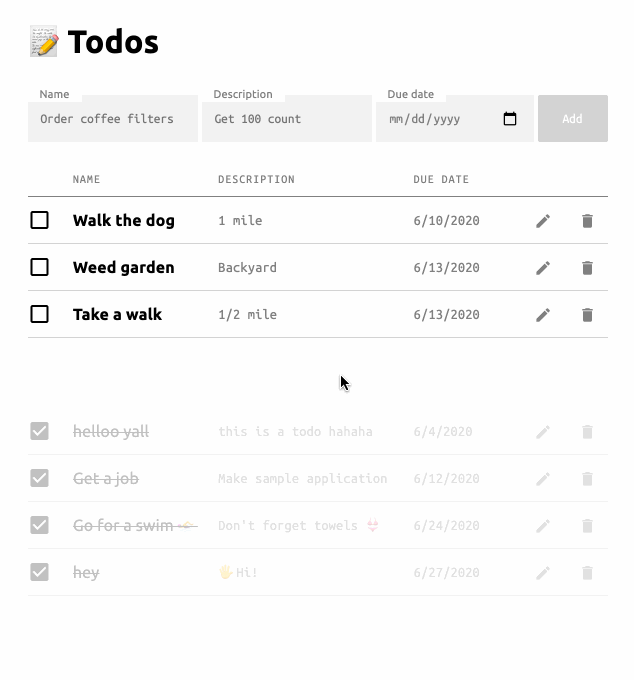 📝 Todos
Name Description Due date
Order coffee filters Get 100 count mm/dd/yyyy Add
NAME DESCRIPTION DUE DATE
Walk the dog 1 mile 6/10/2020
Weed garden Backyard 6/13/2020
Take a walk 1/2 mile 6/13/2020
helloo yall this is a todo hahaha 6/4/2020
Get a job Make sample application 6/12/2020
Go for a swim Don't forget towels 👙 6/24/2020
hey 🖐Hi! 6/27/2020